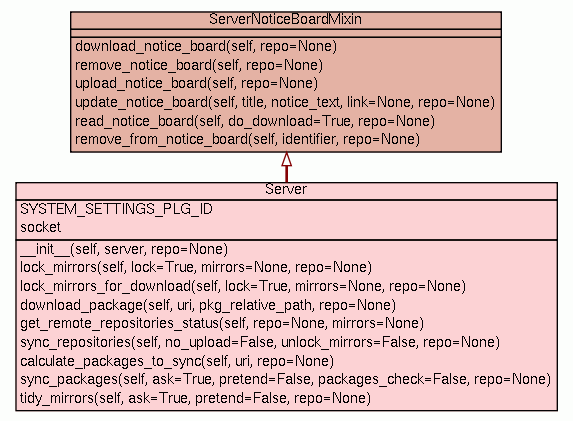 ServerNoticeBoardMixin
download_notice_board(self, repo=None)
remove_notice_board(self, repo=None)
upload_notice_board(self, repo=None)
update_notice_board(self, title, notice_text, link=None, repo=None)
read_notice_board(self, do_download=True, repo=None)
remove_from_notice_board(self, identifier, repo=None)
Server
SYSTEM_SETTINGS_PLG_ID
socket
__init__(self, server, repo=None)
lock_mirrors(self, lock=True, mirrors=None, repo=None)
lock_mirrors_for_download(self, lock=True, mirrors=None, repo=None)
download_package(self, uri, pkg_relative_path, repo=None)
get_remote_repositories_status(self, repo=None, mirrors=None)
sync_repositories(self, no_upload=False, unlock_mirrors=False, repo=None)
calculate_packages_to_sync(self, uri, repo=None)
sync_packages(self, ask=True, pretend=False, packages_check=False, repo=None)
tidy_mirrors(self, ask=True, pretend=False, repo=None)